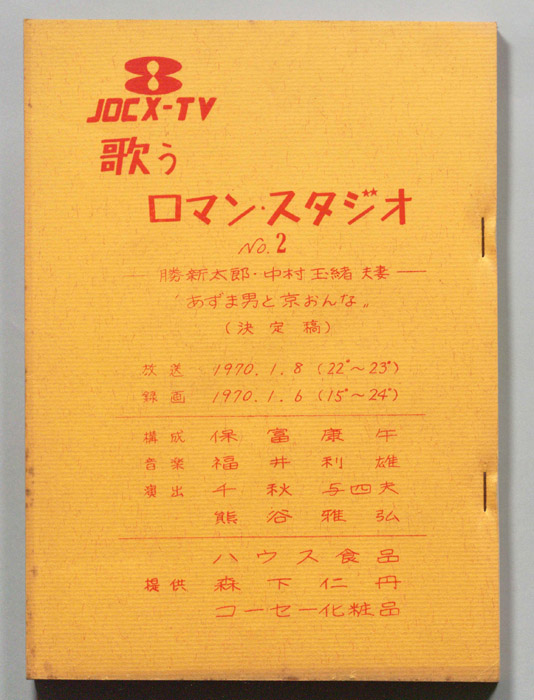 8
JOCX-TV
歌う
ロマン・スタジオ
No.2
― 勝新太郎・中村玉緒 夫妻 ―
"あずま男と京おんな„
(決定稿)
放送 1970.1.8 (22°~23°)
録画 1970.1.6 (15°~24°)
構成 保富康午
音楽 福井利雄
演出 千秋与四夫
熊谷雅弘
ハウス食品
提供 森下仁丹
コーセー化粧品